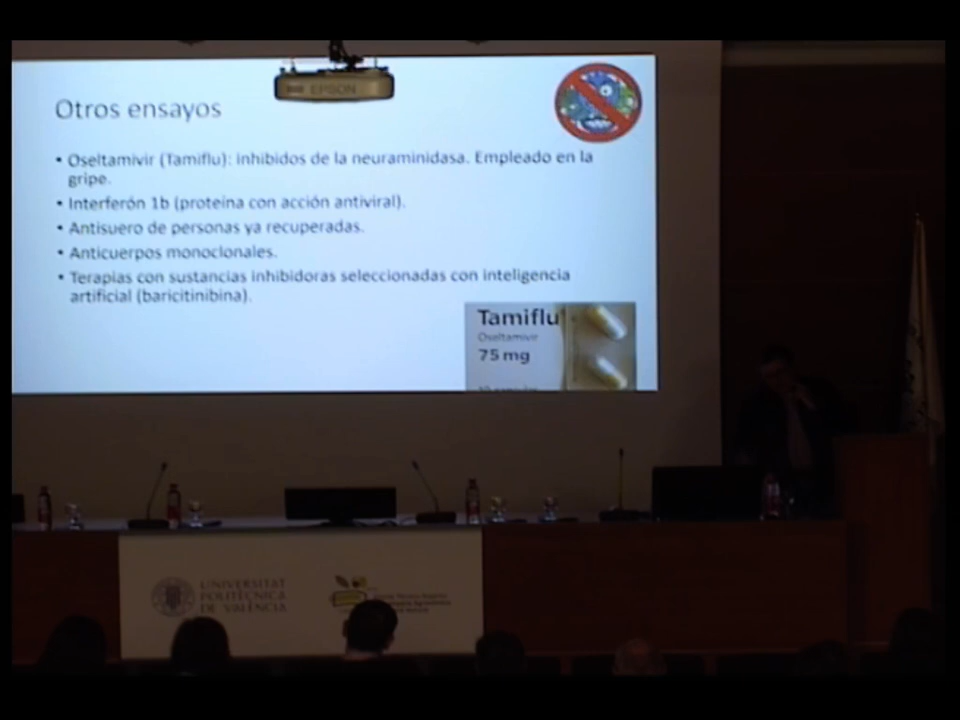 EPSON
Otros ensayos
• Oseltamivir (Tamiflu): inhibidos de la neuraminidasa. Empleado en la
gripe.
• Interferón 1b (proteína con acción antiviral).
• Antisuero de personas ya recuperadas.
• Anticuerpos monoclonales.
• Terapias con sustancias inhibidoras seleccionadas con inteligencia
artificial (baricitinibina).
Tamiflu
Oseltamivir
75 mg
UNIVERSITAT
POLITÈCNICA
DE VALÈNCIA